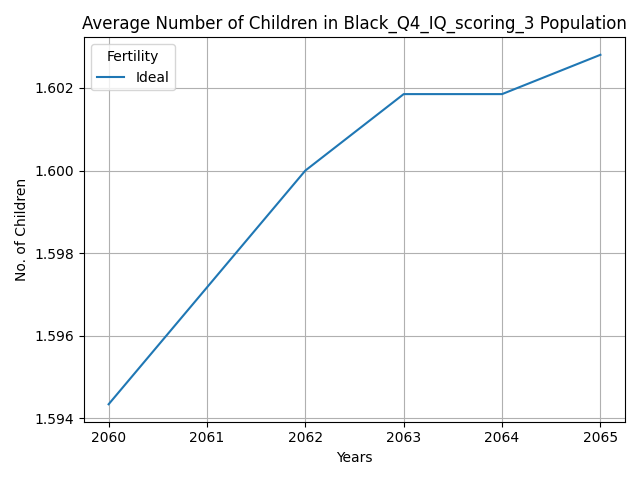 Average Number of Children in Black_Q4_IQ_scoring_3 Population
Fertility
Ideal
1.602
1.600
1.598
1.596
1.594
No. of Children
2060 2061 2062 2063 2064 2065
Years